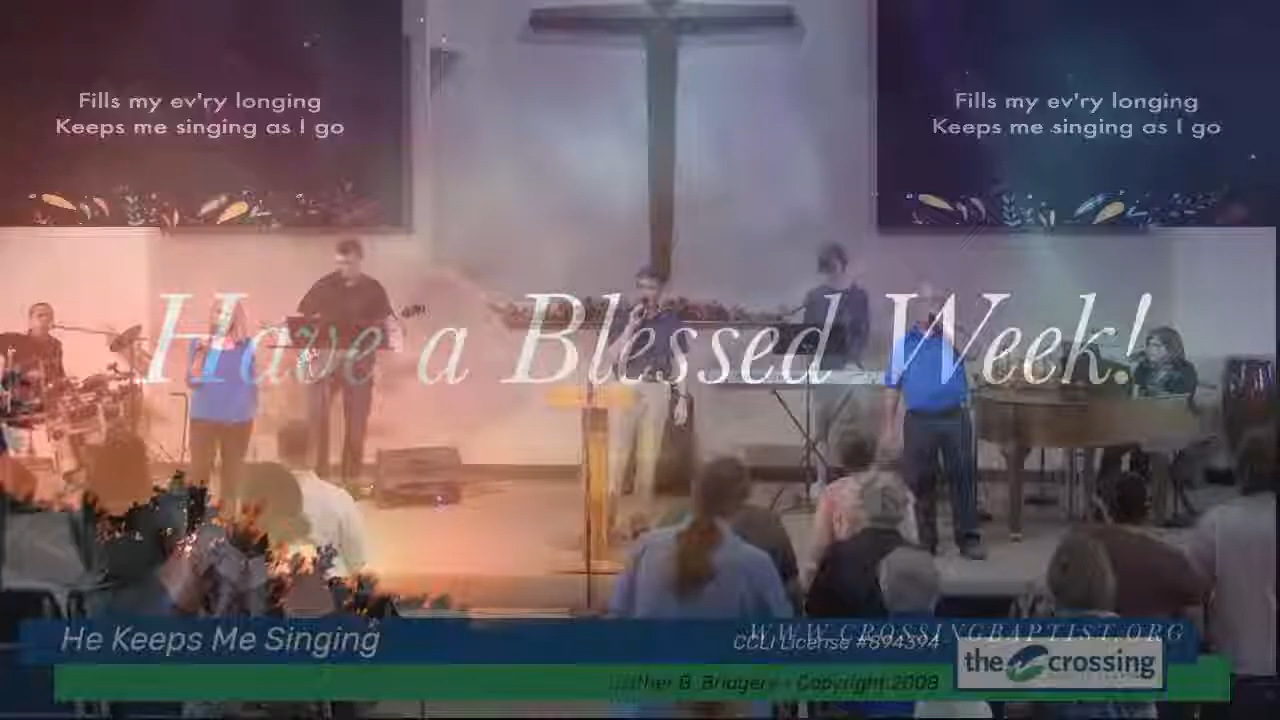 Fills my ev'ry longing
Keeps me singing as I go
Fills my ev'ry longing
Keeps me singing as I go
Have a Blessed Week!
He Keeps Me Singing
WWW.CROSSINGBAPTIST.ORG
CCLI License #894394
the crossing
B. Bridgers - Copyright 2008